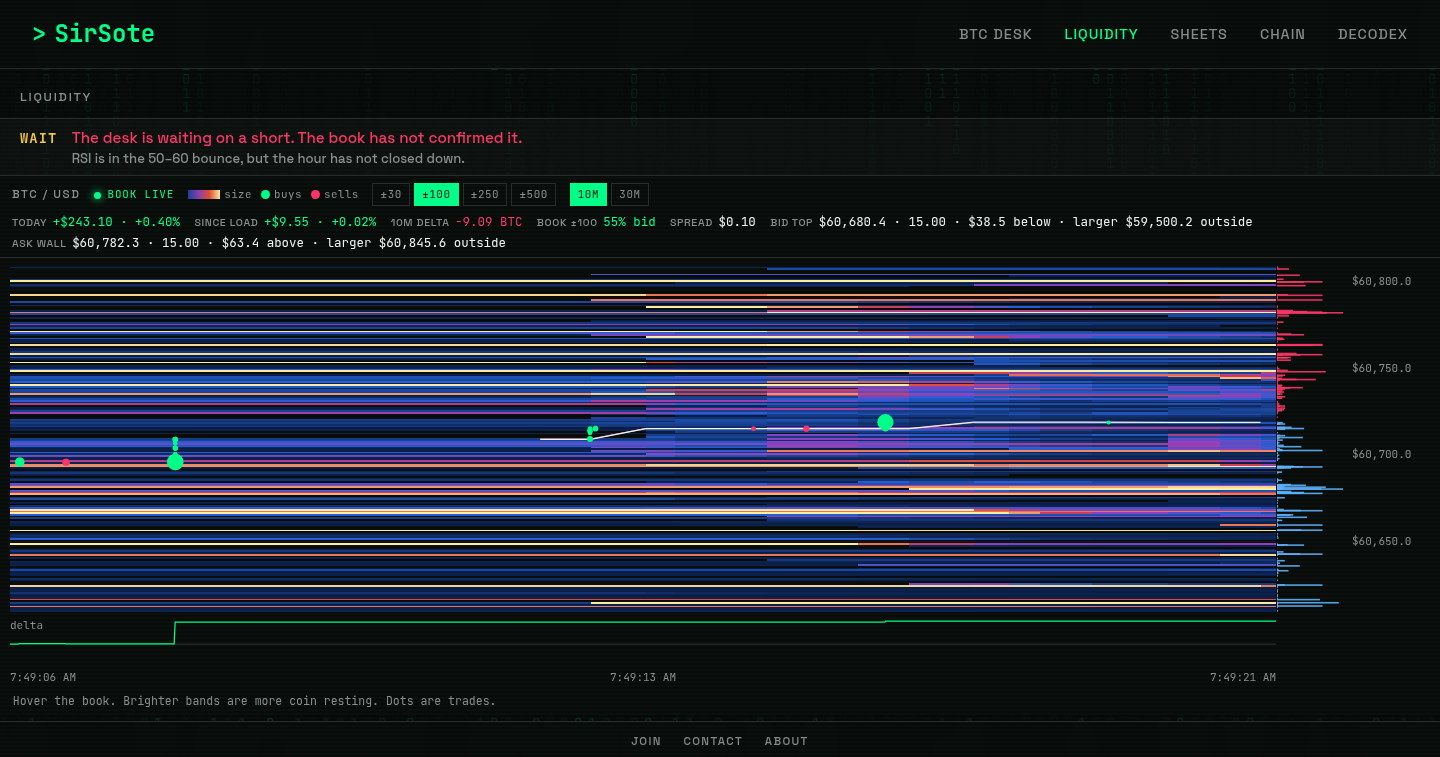 > SirSote
BTC DESK LIQUIDITY SHEETS CHAIN DECODEX
LIQUIDITY
WAIT The desk is waiting on a short. The book has not confirmed it.
RSI is in the 50–60 bounce, but the hour has not closed down.
BTC / USD BOOK LIVE size buys sells ±30 ±100 ±250 ±500 10M 30M
TODAY +$243.10 · +0.40% SINCE LOAD +$9.55 · +0.02% 10M DELTA -9.09 BTC BOOK ±100 55% bid SPREAD $0.10 BID TOP $60,680.4 · 15.00 · $38.5 below · larger $59,500.2 outside
ASK WALL $60,782.3 · 15.00 · $63.4 above · larger $60,845.6 outside
$60,800.0
$60,750.0
$60,700.0
$60,650.0
delta
7:49:06 AM 7:49:13 AM 7:49:21 AM
Hover the book. Brighter bands are more coin resting. Dots are trades.
JOIN CONTACT ABOUT